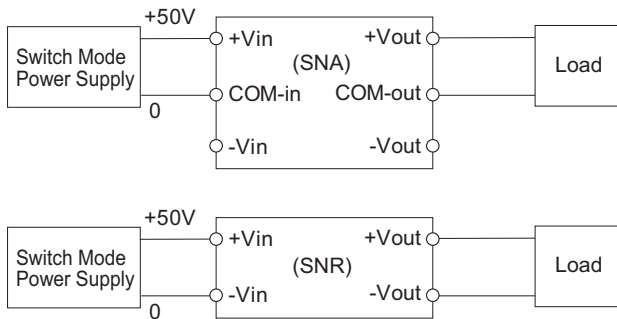 +50V
+Vin
+Vout
Switch Mode
Power Supply
(SNA)
Load
COM-in
COM-out
0
-Vin
-Vout
+50V
+Vin
+Vout
Switch Mode
Power Supply
(SNR)
Load
-Vin
-Vout
0